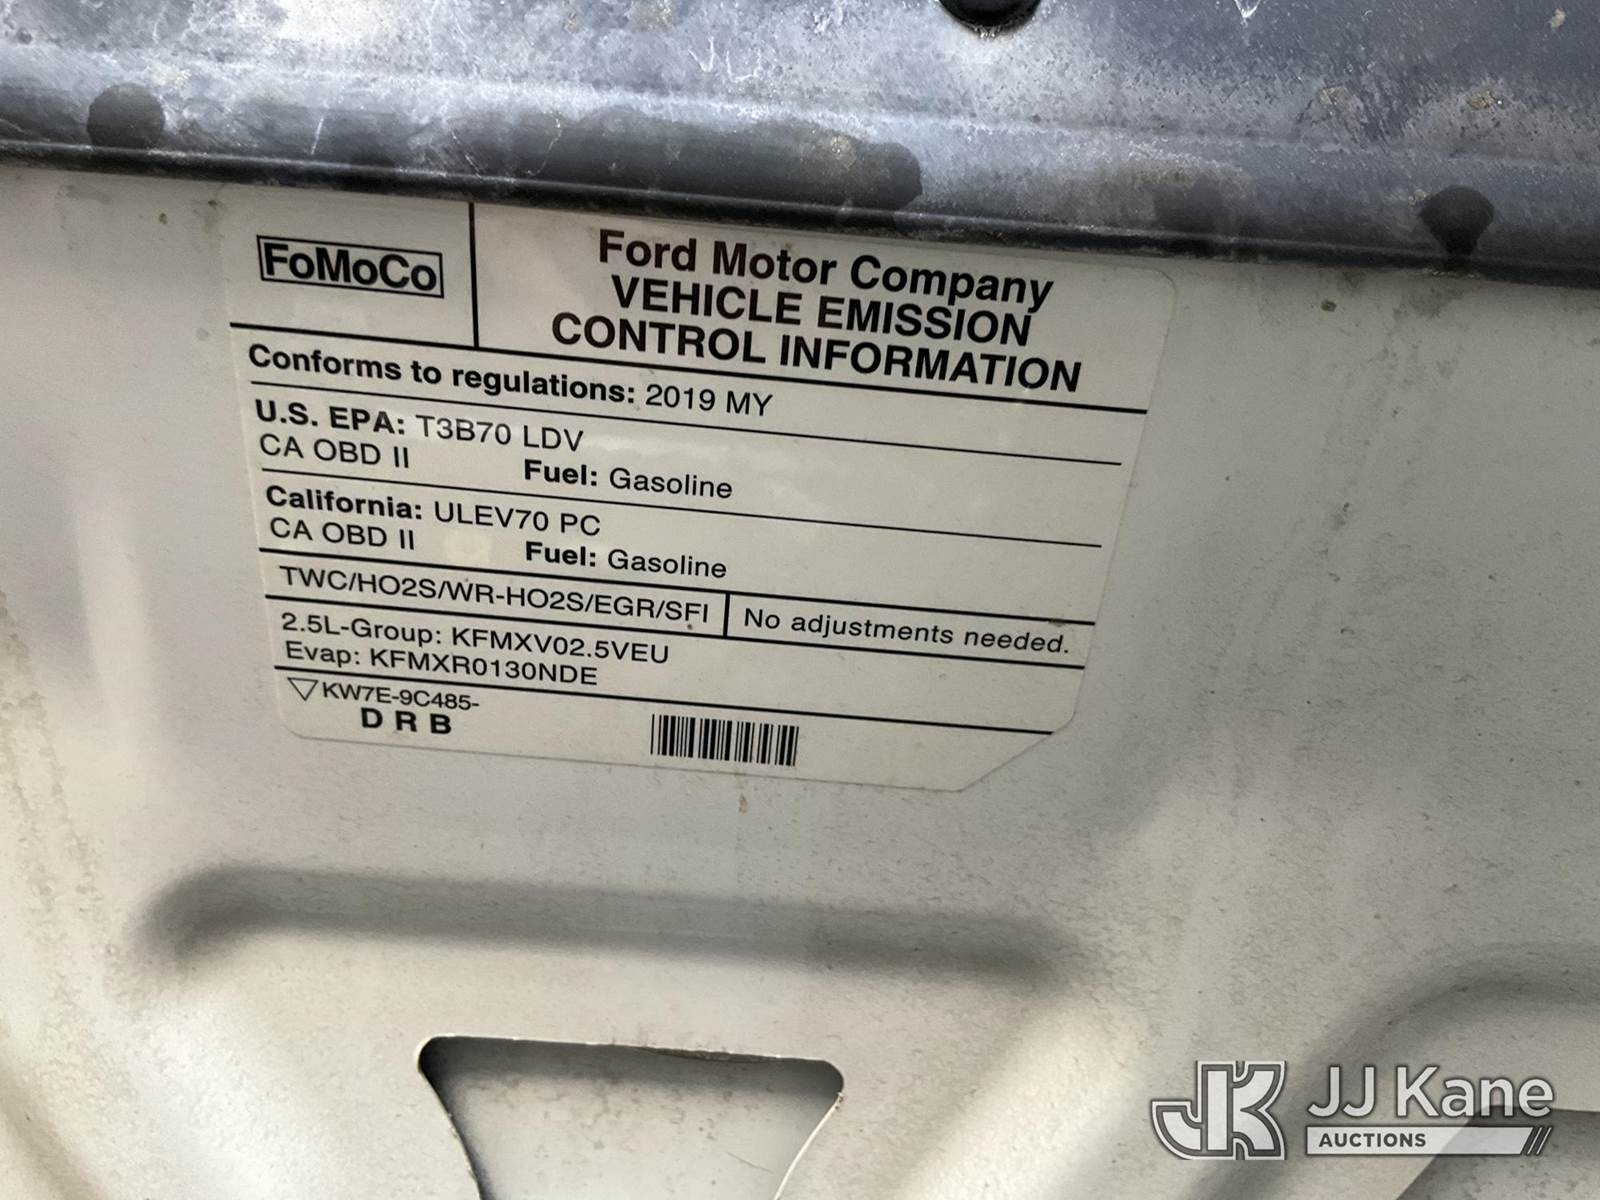 FoMoCo
Ford Motor Company
VEHICLE EMISSION
CONTROL INFORMATION
Conforms to regulations: 2019 MY
U.S. EPA: T3B70 LDV
CA OBD II Fuel: Gasoline
California: ULEV70 PC
CA OBD II Fuel: Gasoline
TWC/HO2S/WR-HO2S/EGR/SFI No adjustments needed.
2.5L-Group: KFMXV02.5VEU
Evap: KFMXR0130NDE
KW7E-9C485-
D R B
JK JJ Kane
AUCTIONS